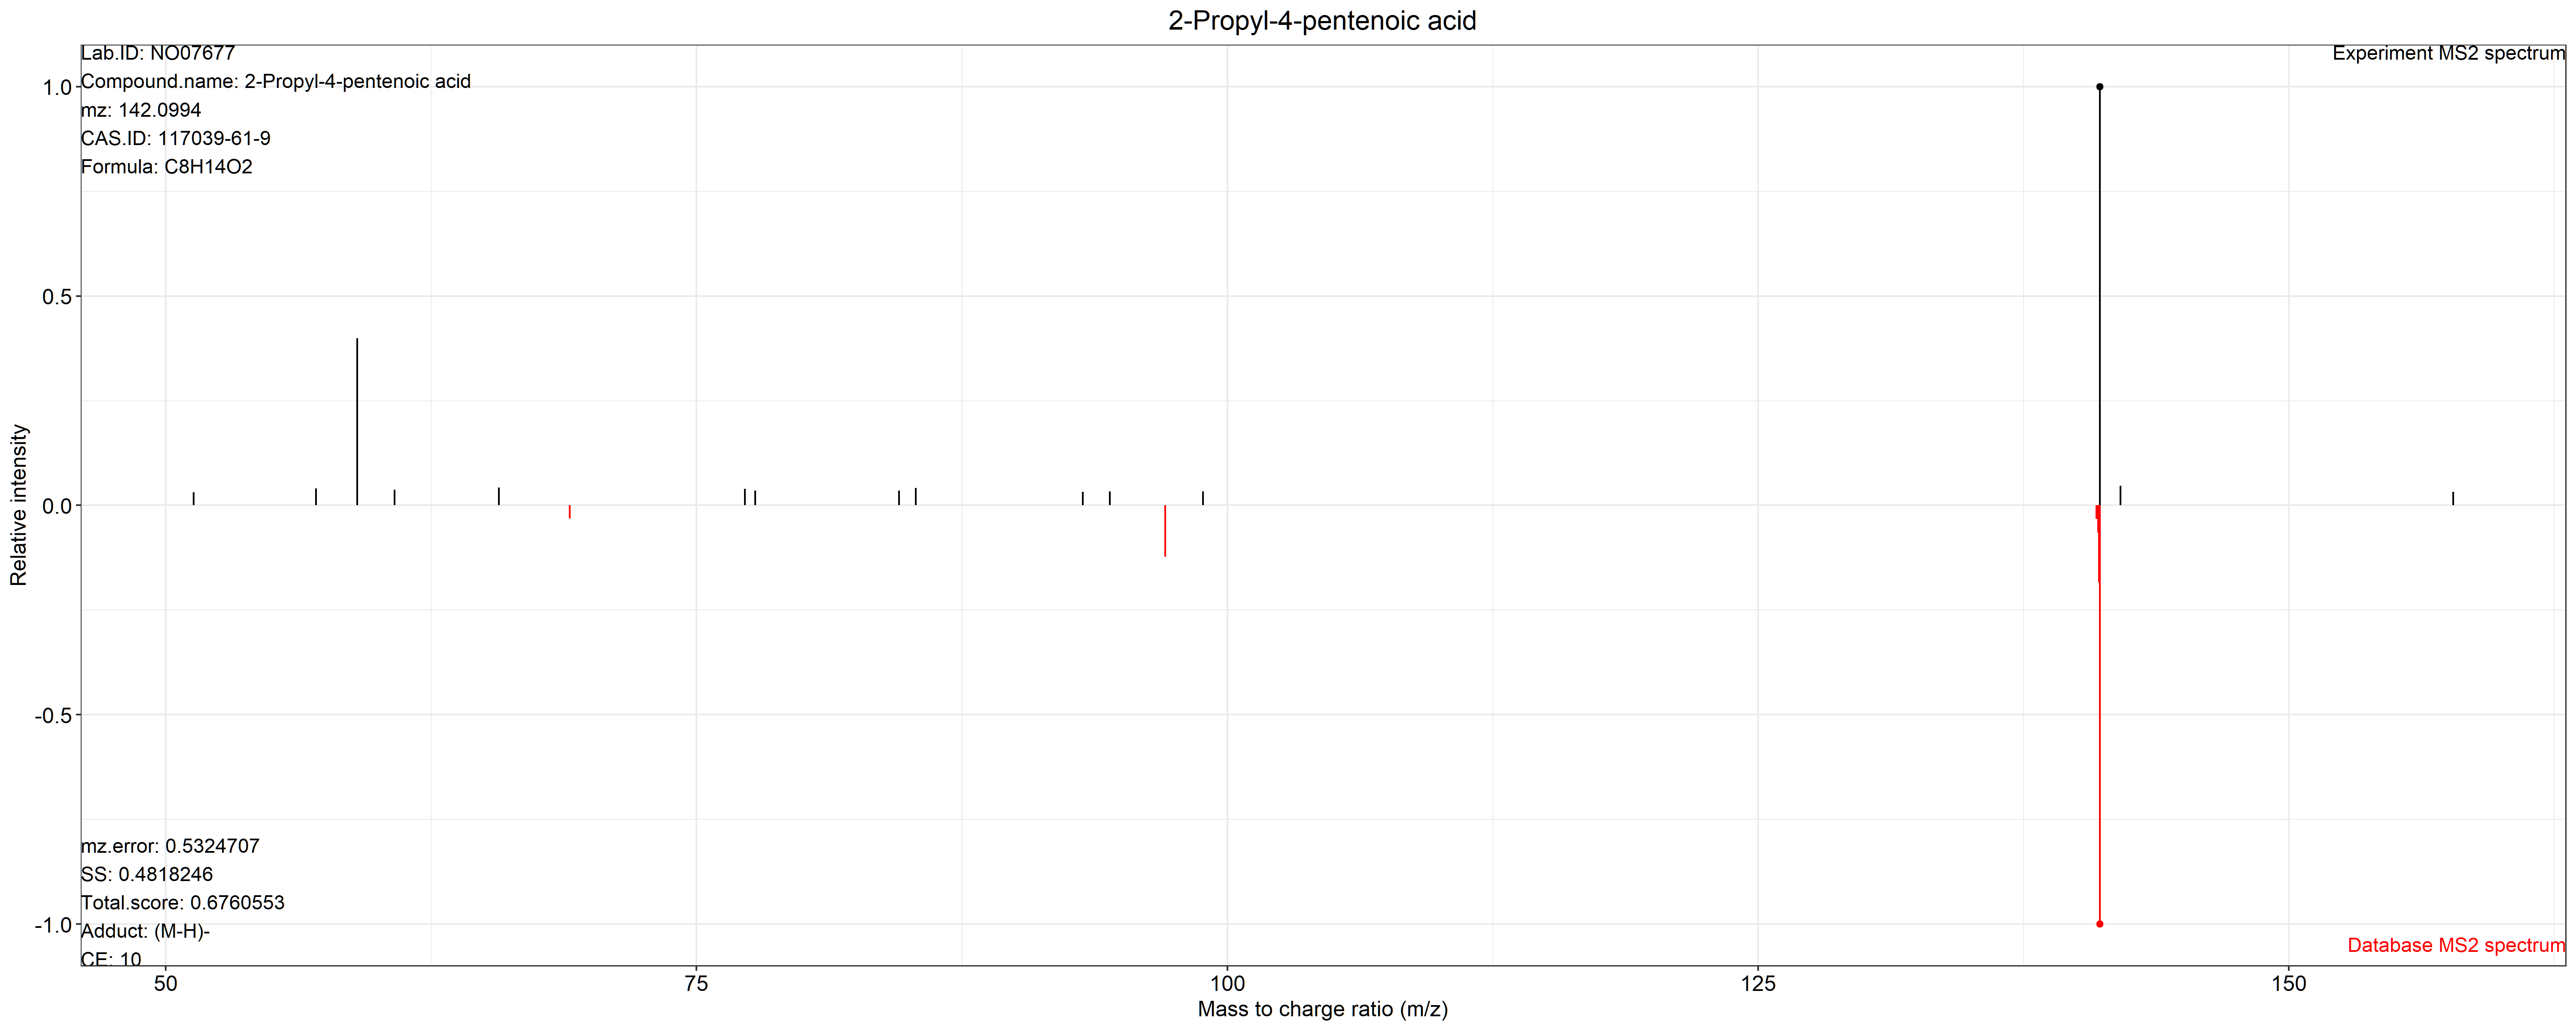 2-Propyl-4-pentenoic acid
Lab.ID: NO07677
Experiment MS2 spectrum
Compound.name: 2-Propyl-4-pentenoic acid
mz: 142.0994
CAS.ID: 117039-61-9
Formula: C8H14O2
1.0
0.5
0.0
-0.5
-1.0
Relative intensity
mz.error: 0.5324707
SS: 0.4818246
Total.score: 0.6760553
Adduct: (M-H)-
CE: 10
Database MS2 spectrum
50 75 100 125 150
Mass to charge ratio (m/z)